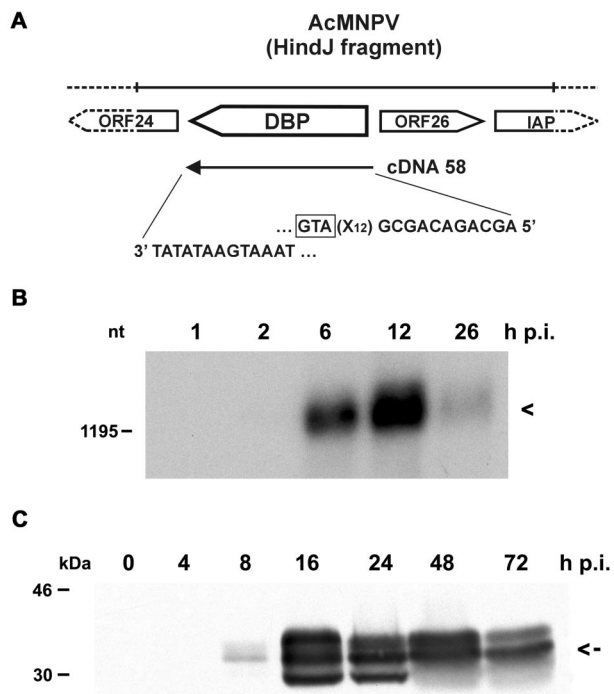 A
AcMNPV
(HindJ fragment)
ORF24 DBP ORF26 IAP
cDNA 58
... GTA (X12) GCGACAGACGA 5'
3' TATATAAGTAAAT ...
B
nt 1 2 6 12 26 h p.i.
1195 –
<
C
kDa 0 4 8 16 24 48 72 h p.i.
46 –
<-
30 –